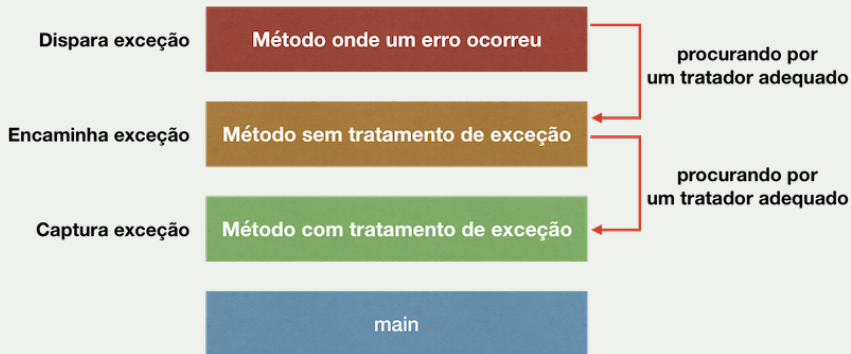 Dispara exceção
Método onde um erro ocorreu
procurando por
um tratador adequado
Encaminha exceção
Método sem tratamento de exceção
procurando por
um tratador adequado
Captura exceção
Método com tratamento de exceção
main